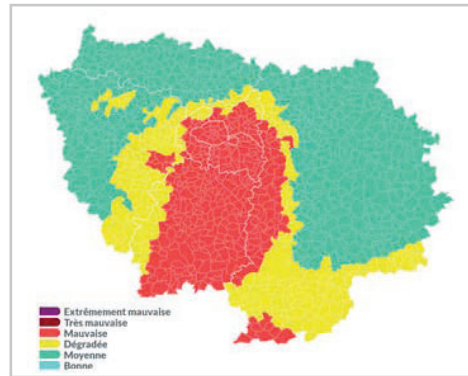 Extrêmement mauvaise
Très mauvaise
Mauvaise
Dégradée
Moyenne
Bonne